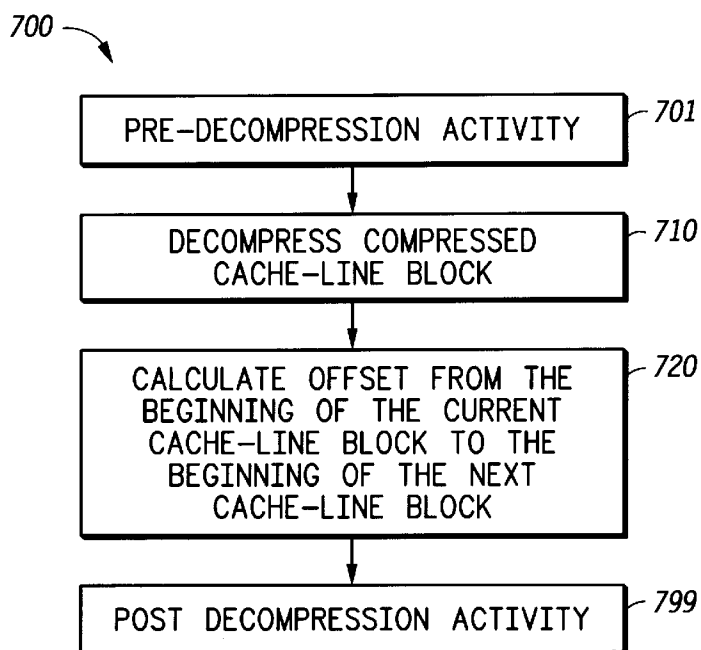 700
PRE-DECOMPRESSION ACTIVITY
701
DECOMPRESS COMPRESSED
CACHE-LINE BLOCK
710
CALCULATE OFFSET FROM THE
BEGINNING OF THE CURRENT
CACHE-LINE BLOCK TO THE
BEGINNING OF THE NEXT
CACHE-LINE BLOCK
720
POST DECOMPRESSION ACTIVITY
799